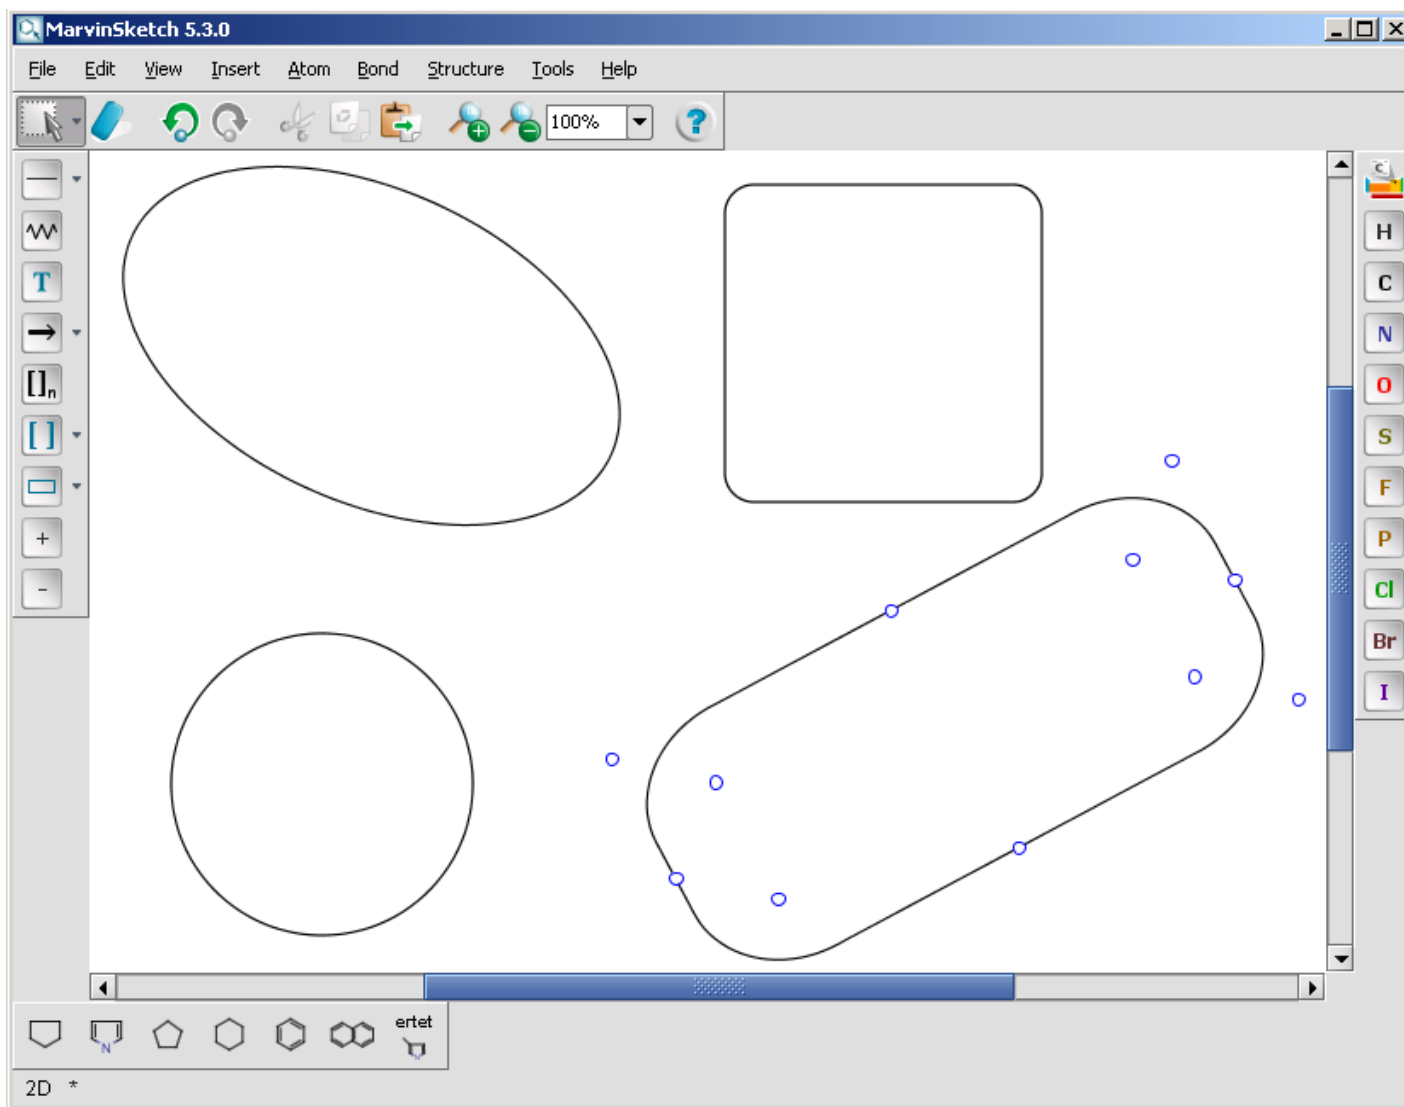 MarvinSketch 5.3.0
File Edit View Insert Atom Bond Structure Tools Help
100% ?
T
[]n
[ ]
+
-
C
H
C
N
O
S
F
P
Cl
Br
I
N
ertet
N
2D *